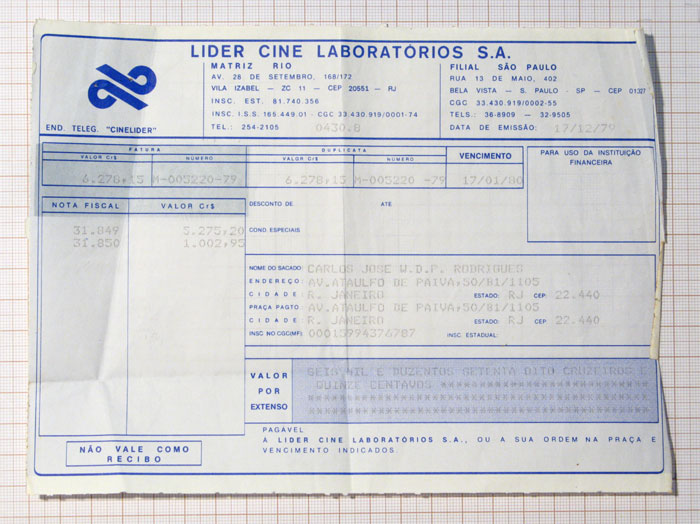 LIDER CINE LABORATÓRIOS S.A.
MATRIZ RIO
AV. 28 DE SETEMBRO, 168/172
VILA IZABEL — ZC 11 — CEP 20551 — RJ
INSC. EST. 81.740.356
INSC. I.S.S. 165.449.01 - CGC 33.430.919/0001-74
TEL.: 254-2105 0430.8
FILIAL SÃO PAULO
RUA 13 DE MAIO, 402
BELA VISTA — S. PAULO - SP — CEP 01327
CGC 33.430.919/0002-55
TELS.: 36-8909 — 32-9505
DATA DE EMISSÃO: 17/12/79
END. TELEG. "CINELIDER"
FATURA DUPLICATA VENCIMENTO
VALOR CR$ NÚMERO VALOR CR$ NÚMERO
6.278,15 M-005220-79 6.278,15 M-005220 -79 17/01/80
PARA USO DA INSTITUIÇÃO
FINANCEIRA
NOTA FISCAL VALOR CR$
31.849 5.275,20
31.850 1.002,95
DESCONTO DE ATE
COND. ESPECIAIS
NOME DO SACADO: CARLOS JOSE W.D.P. RODRIGUES
ENDEREÇO: AV.ATAULFO DE PAIVA,50/B1/1105
CIDADE: R. JANEIRO ESTADO: RJ CEP: 22.440
PRAÇA PAGTO: AV.ATAULFO DE PAIVA,50/B1/1105
CIDADE: R. JANEIRO ESTADO: RJ CEP: 22.440
INSC NO CGC(MF): 00015994376787 INSC ESTADUAL:
VALOR POR EXTENSO
SEIS MIL E DUZENTOS SETENTA OITO CRUZEIROS E
QUINZE CENTAVOS
PAGÁVEL
A LIDER CINE LABORATÓRIOS S.A., OU A SUA ORDEM NA PRAÇA E
VENCIMENTO INDICADOS
NÃO VALE COMO
RECIBO